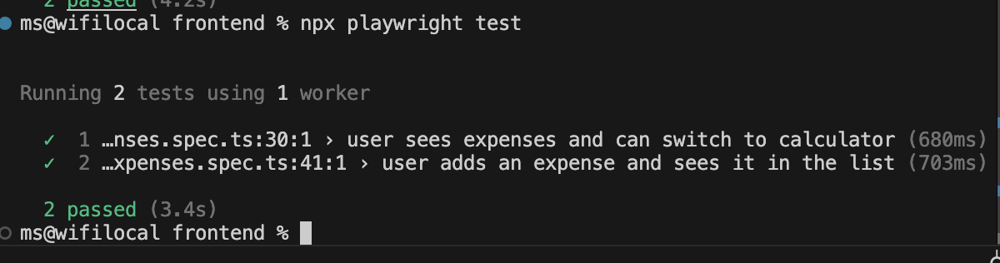 2 passed (4.2s)
ms@wifilocal frontend % npx playwright test
Running 2 tests using 1 worker
✓ 1 …nses.spec.ts:30:1 › user sees expenses and can switch to calculator (680ms)
✓ 2 …xpenses.spec.ts:41:1 › user adds an expense and sees it in the list (703ms)
2 passed (3.4s)
ms@wifilocal frontend %